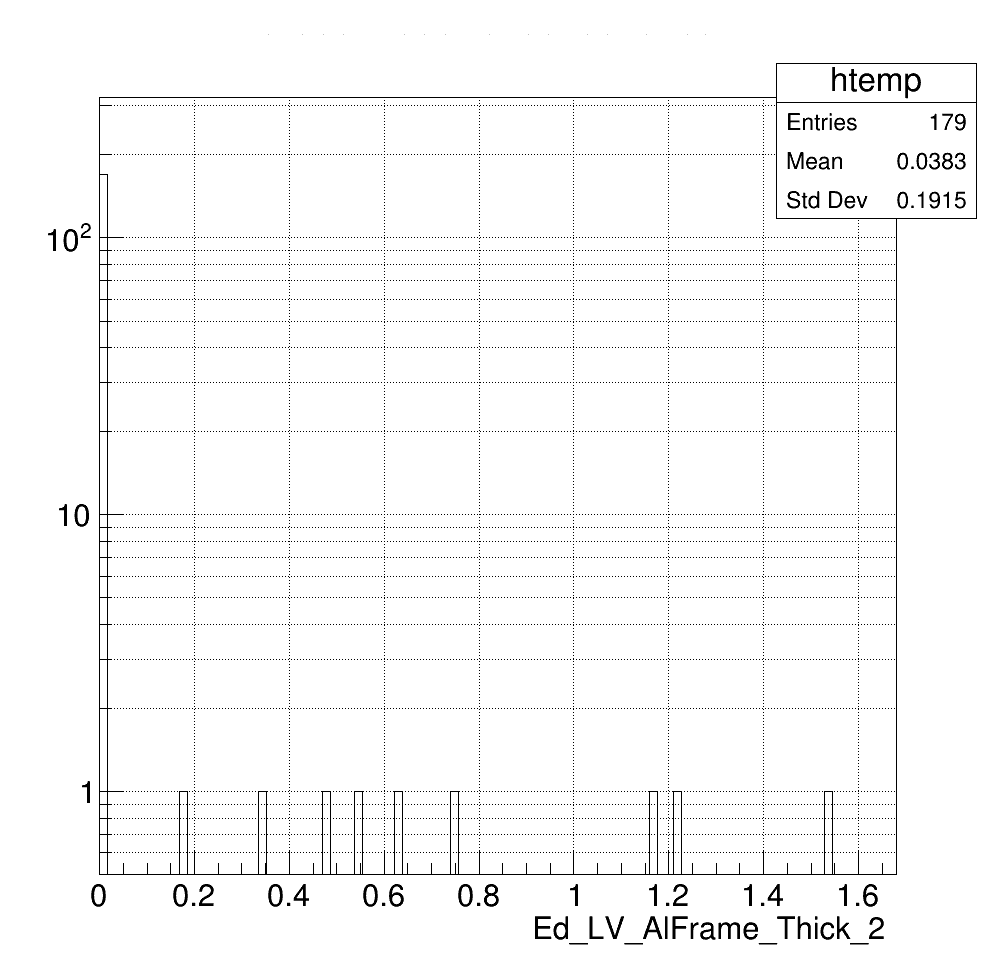 htemp
Entries 179
Mean 0.0383
Std Dev 0.1915
10²
10
1
0 0.2 0.4 0.6 0.8 1 1.2 1.4 1.6
Ed_LV_AlFrame_Thick_2